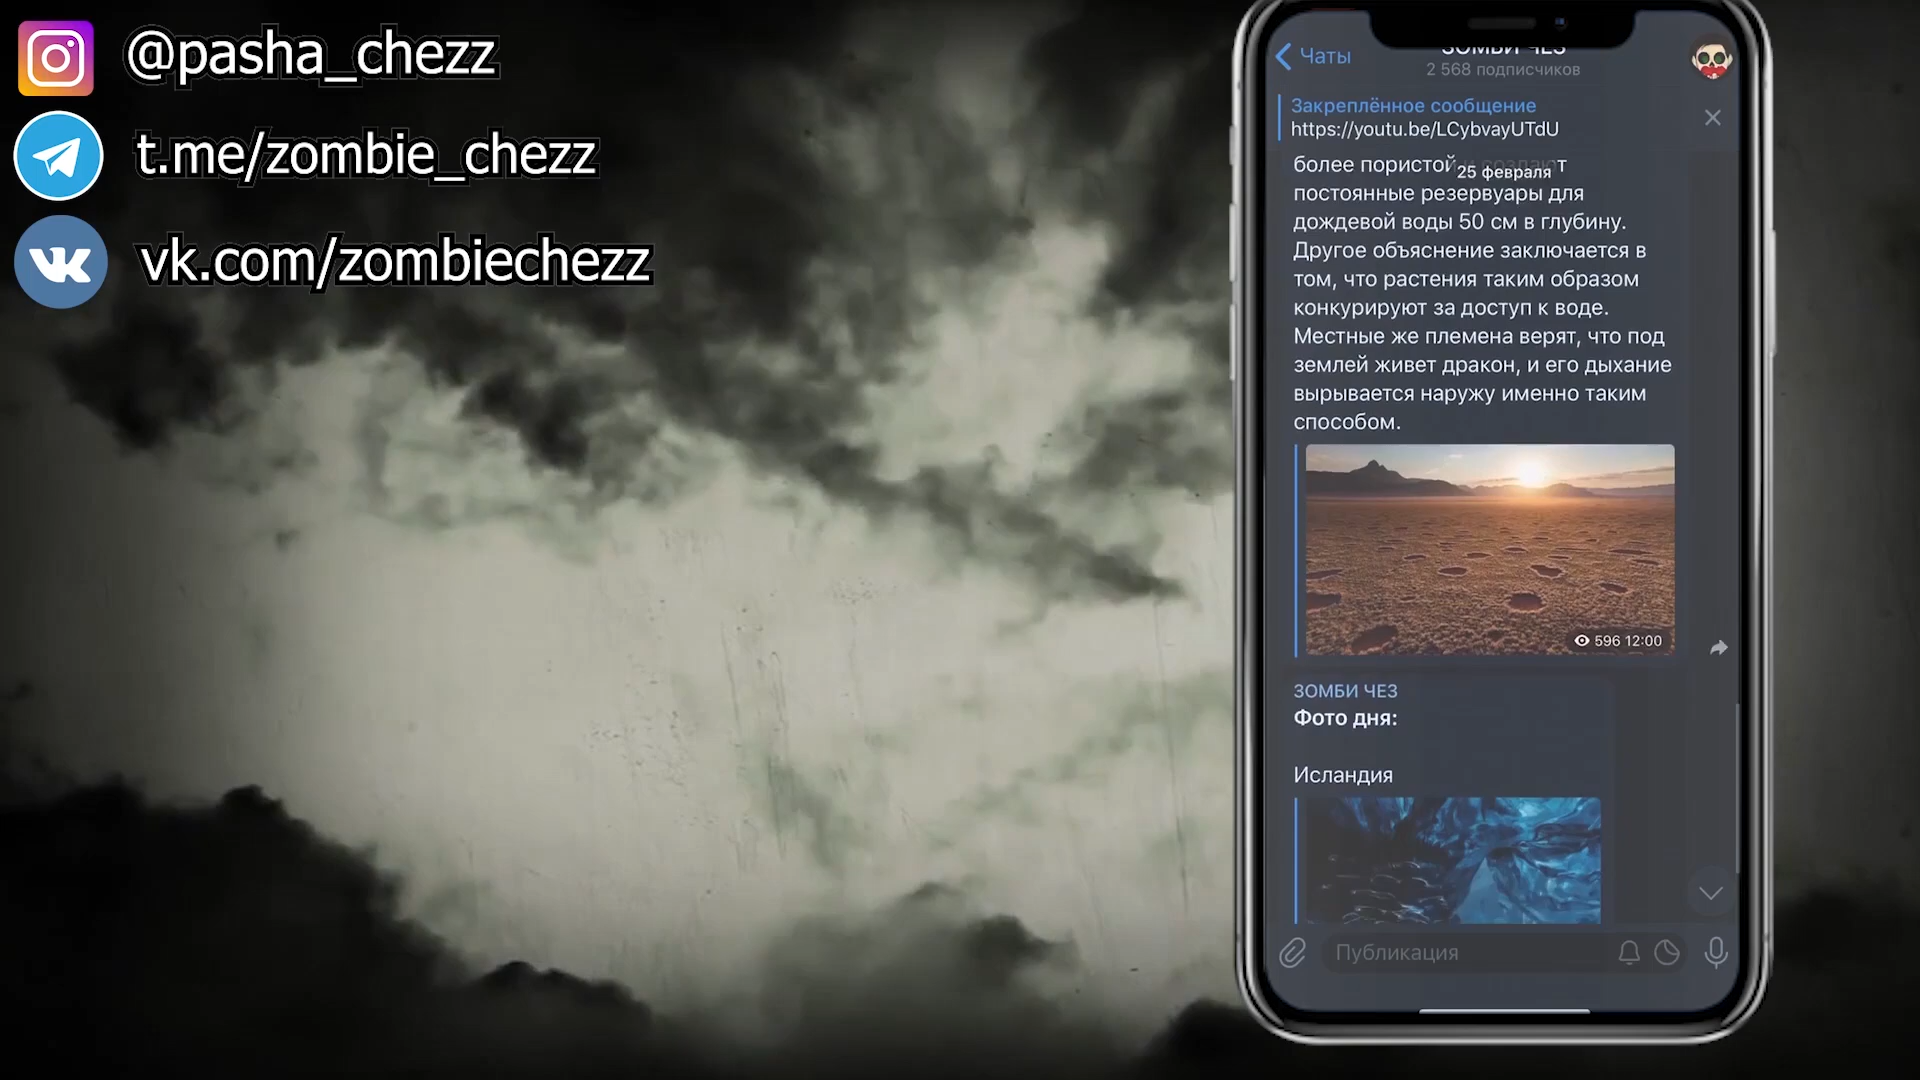 @pasha_chezz
t.me/zombie_chezz
vk.com/zombiechezz
Чаты
ЗОМБИ ЧЕЗ
2 568 подписчиков
Закреплённое сообщение
https://youtu.be/LCybvayUTdU
25 февраля
более пористой и создают
постоянные резервуары для
дождевой воды 50 см в глубину.
Другое объяснение заключается в
том, что растения таким образом
конкурируют за доступ к воде.
Местные же племена верят, что под
землей живет дракон, и его дыхание
вырывается наружу именно таким
способом.
596 12:00
ЗОМБИ ЧЕЗ
Фото дня:
Исландия
Публикация